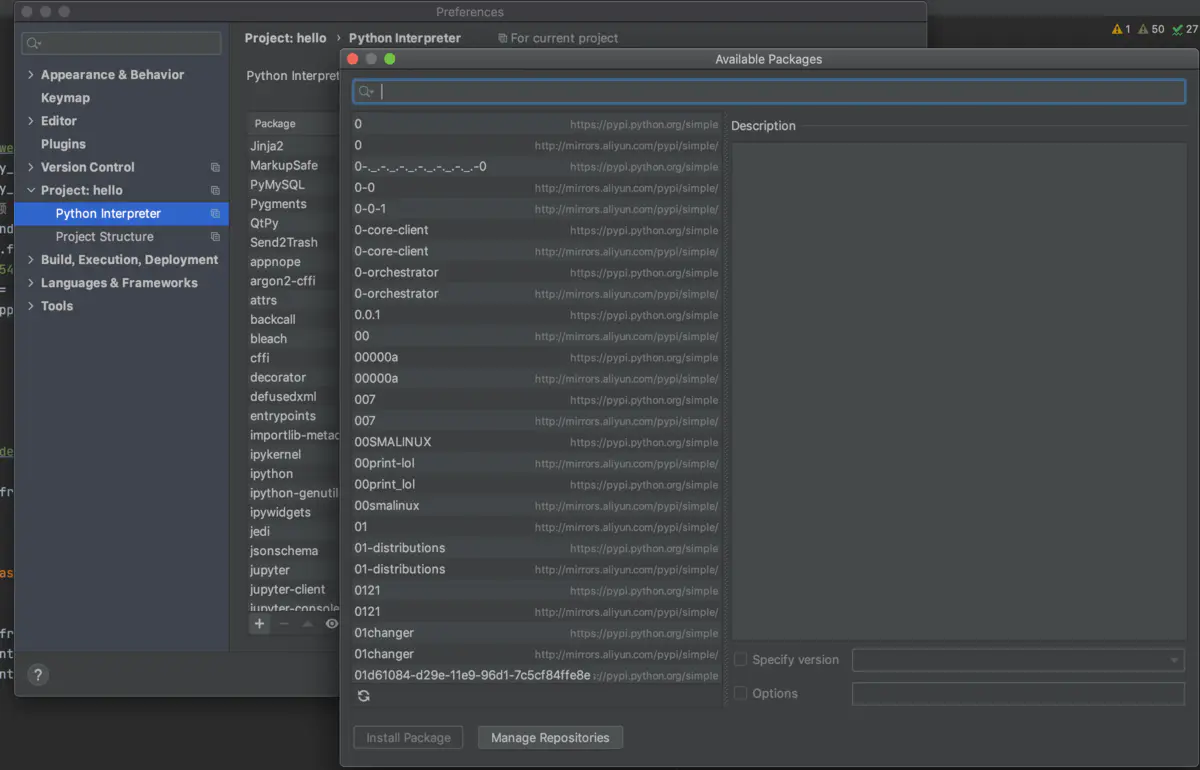 Preferences
1 50 27
Project: hello › Python Interpreter For current project
Appearance & Behavior
Keymap
Editor
Plugins
Version Control
Project: hello
Python Interpreter
Project Structure
Build, Execution, Deployment
Languages & Frameworks
Tools
?
Python Interpret
Package
Jinja2
MarkupSafe
PyMySQL
Pygments
QtPy
Send2Trash
appnope
argon2-cffi
attrs
backcall
bleach
cffi
decorator
defusedxml
entrypoints
importlib-metad
ipykernel
ipython
ipython-genutil
ipywidgets
jedi
jsonschema
jupyter
jupyter-client
jupyter-console
Available Packages
0 https://pypi.python.org/simple
0 http://mirrors.aliyun.com/pypi/simple/
0-._.-._.-._.-._.-._.-._.-0 https://pypi.python.org/simple
0-0 http://mirrors.aliyun.com/pypi/simple/
0-0-1 http://mirrors.aliyun.com/pypi/simple/
0-core-client https://pypi.python.org/simple
0-core-client http://mirrors.aliyun.com/pypi/simple/
0-orchestrator https://pypi.python.org/simple
0-orchestrator http://mirrors.aliyun.com/pypi/simple/
0.0.1 https://pypi.python.org/simple
00 http://mirrors.aliyun.com/pypi/simple/
00000a https://pypi.python.org/simple
00000a http://mirrors.aliyun.com/pypi/simple/
007 https://pypi.python.org/simple
007 http://mirrors.aliyun.com/pypi/simple/
00SMALINUX https://pypi.python.org/simple
00print-lol http://mirrors.aliyun.com/pypi/simple/
00print_lol https://pypi.python.org/simple
00smalinux http://mirrors.aliyun.com/pypi/simple/
01 http://mirrors.aliyun.com/pypi/simple/
01-distributions https://pypi.python.org/simple
01-distributions http://mirrors.aliyun.com/pypi/simple/
0121 https://pypi.python.org/simple
0121 http://mirrors.aliyun.com/pypi/simple/
01changer https://pypi.python.org/simple
01changer http://mirrors.aliyun.com/pypi/simple/
01d61084-d29e-11e9-96d1-7c5cf84ffe8e ://pypi.python.org/simple
Description
Specify version
Options
Install Package
Manage Repositories